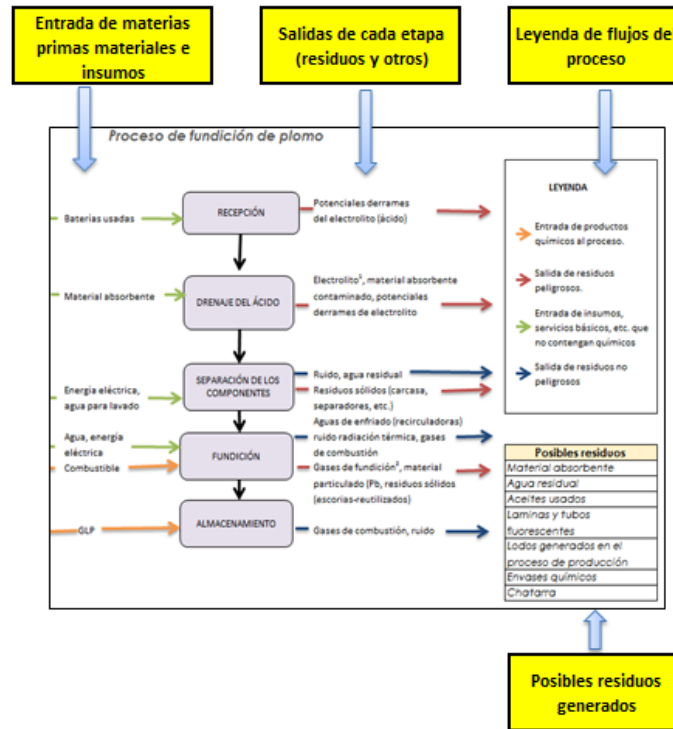 Entrada de materias
primas materiales e
insumos
Salidas de cada etapa
(residuos y otros)
Leyenda de flujos del
proceso
Proceso de fundición de plomo
Baterias usadas
RECEPCIÓN
Potenciales derrames
del electrolito (ácido)
Material absorbente
DRENAJE DEL ÁCIDO
Electrolito¹, material absorbente
contaminado, potenciales
derrames de electrolito
Energía eléctrica,
agua para lavado
SEPARACIÓN DE LOS
COMPONENTES
Ruido, agua residual
Residuos sólidos (carcasa,
separadores, etc.)
Agua, energía
eléctrica
Combustible
FUNDICIÓN
Aguas de enfriado (recirculadoras)
ruido radiación térmica, gases
de combustión
Gases de fundición², material
particulado (Pb, residuos sólidos
(escorias-reutilizados)
GLP
ALMACENAMIENTO
Gases de combustión, ruido
LEYENDA
Entrada de productos
químicos al proceso.
Salida de residuos
peligrosos.
Entrada de insumos,
servicios básicos, etc. que
no contengan químicos
Salida de residuos no
peligrosos
Posibles residuos
Material absorbente
Agua residual
Aceites usados
Laminas y tubos
fluorescentes
Lodos generados en el
proceso de producción
Envases químicos
Chatarra
Posibles residuos
generados